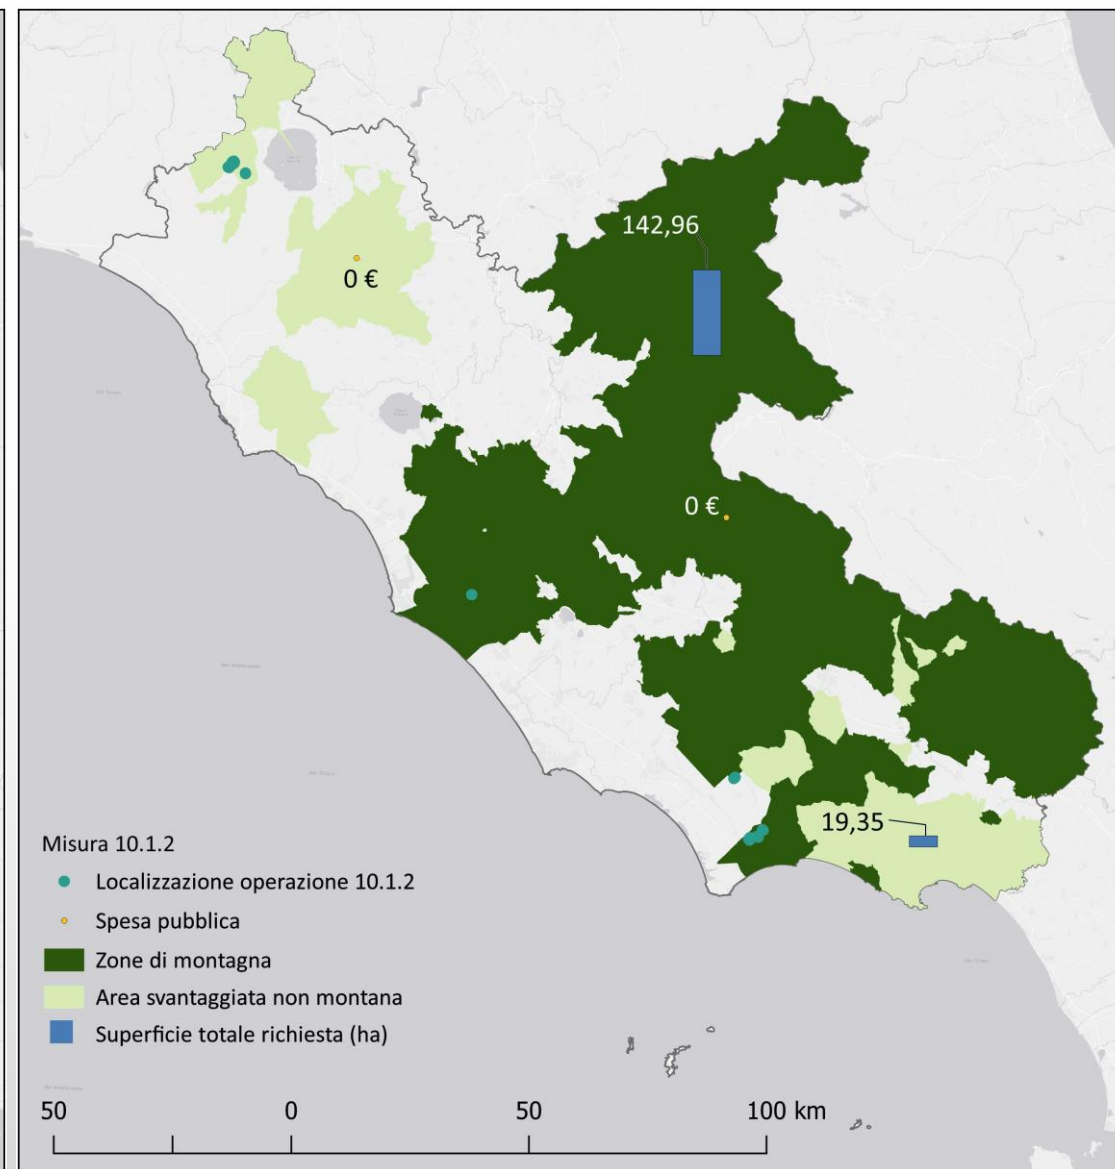 142,96
0 €
0 €
19,35
Misura 10.1.2
Localizzazione operazione 10.1.2
Spesa pubblica
Zone di montagna
Area svantaggiata non montana
Superficie totale richiesta (ha)
50 0 50 100 km